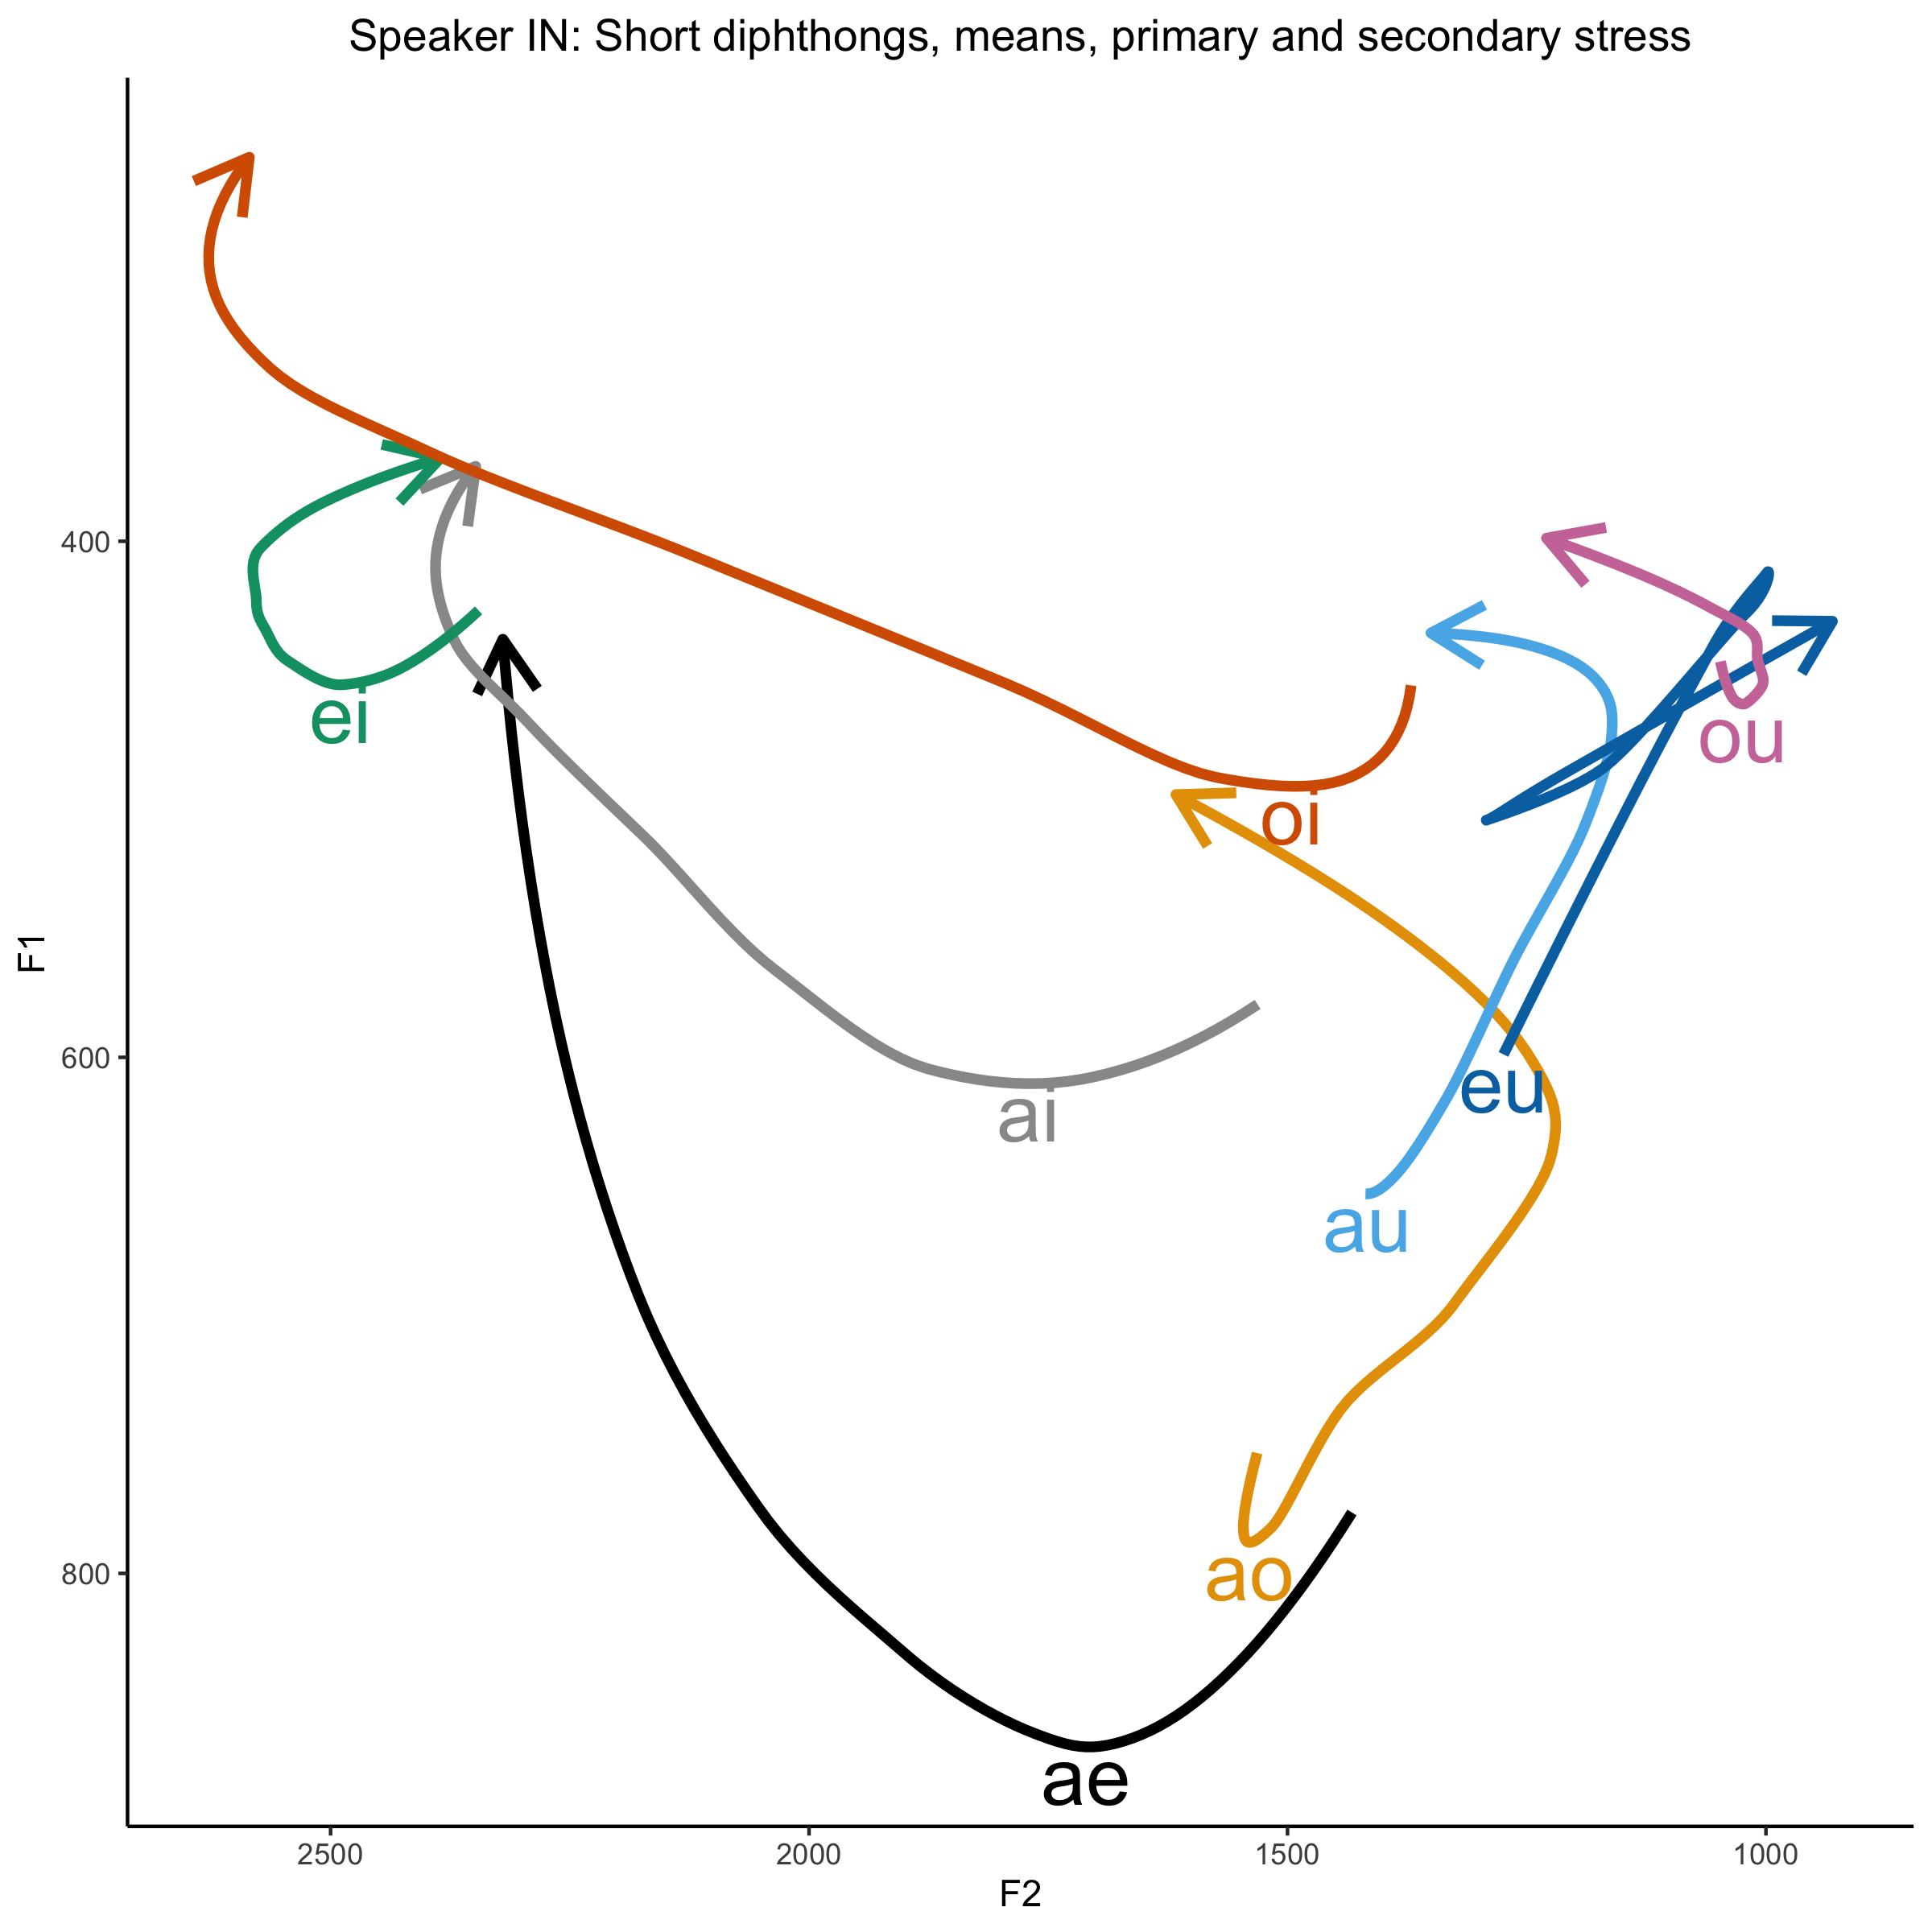 Speaker IN: Short diphthongs, means, primary and secondary stress
400
ei
ou
oi
F1
600
eu
ai
au
800
ao
ae
2500 2000 1500 1000
F2